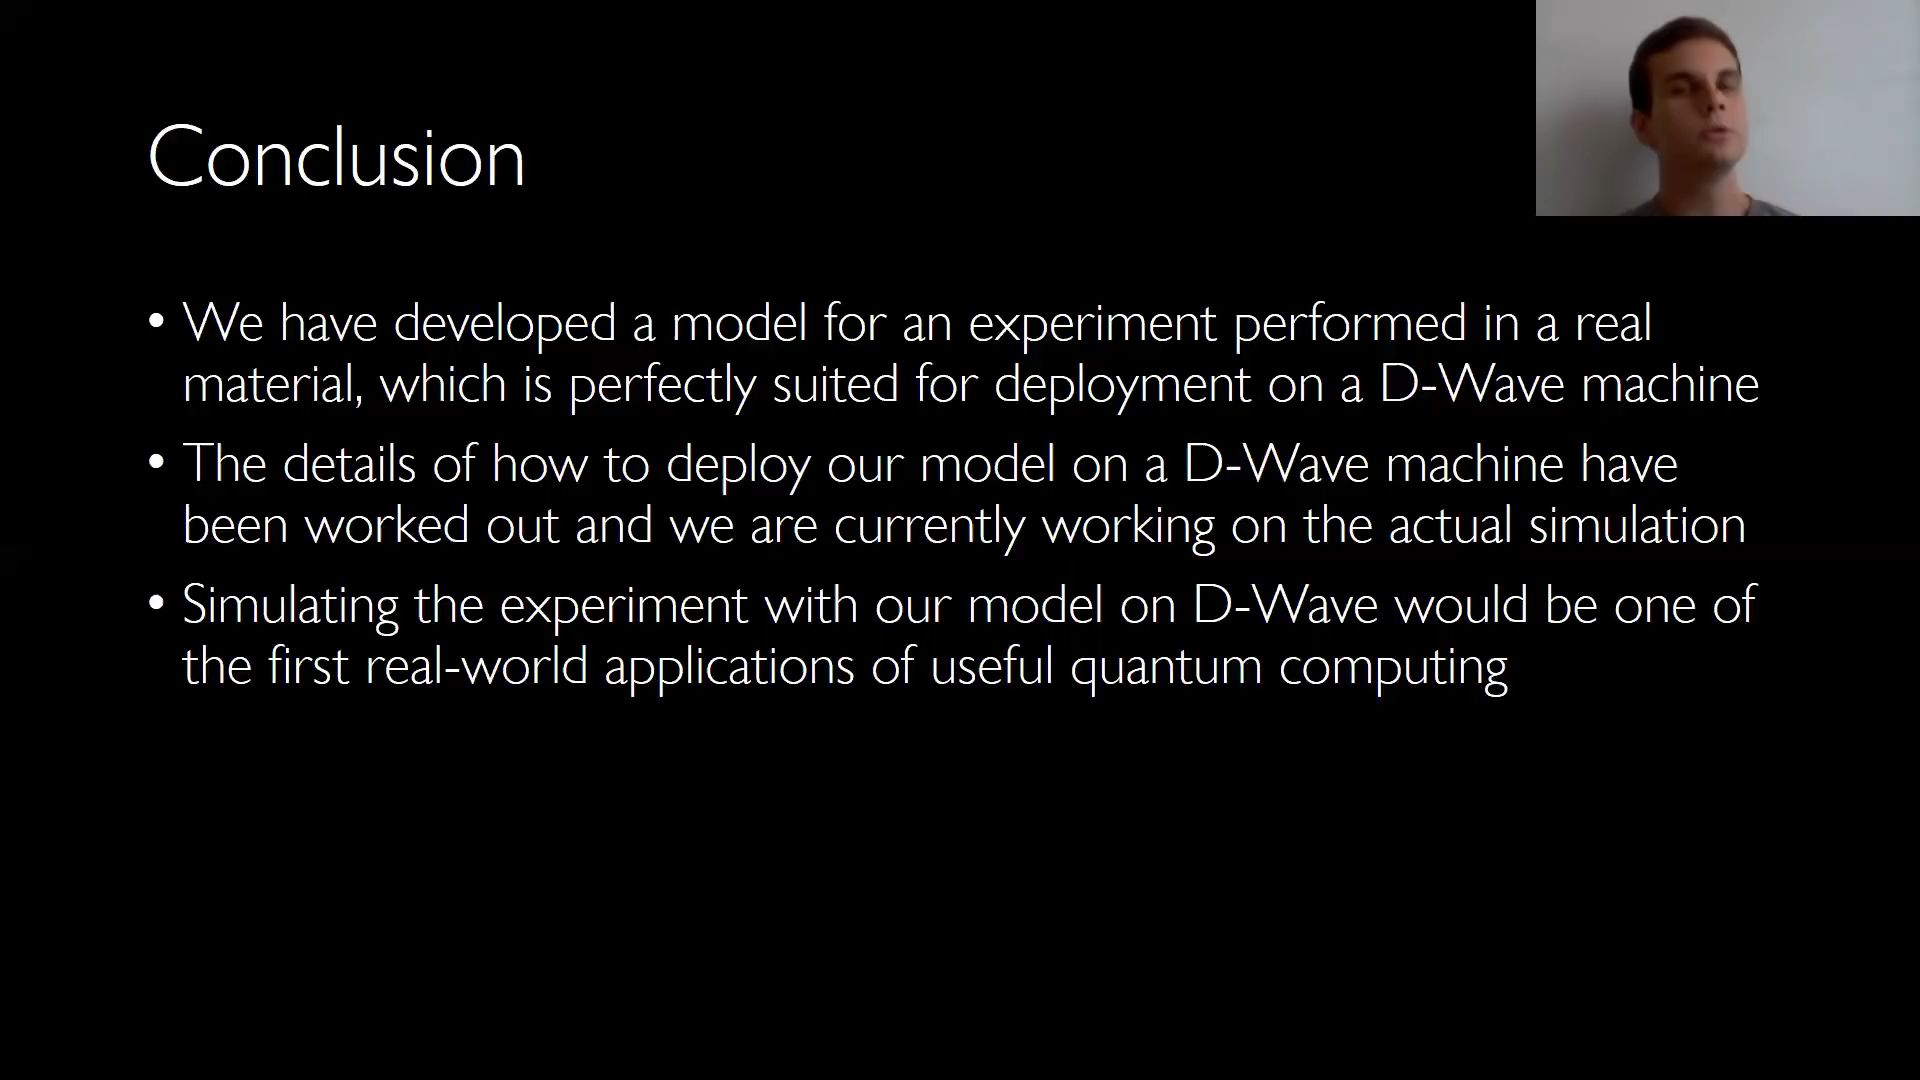 Conclusion
• We have developed a model for an experiment performed in a real
material, which is perfectly suited for deployment on a D-Wave machine
• The details of how to deploy our model on a D-Wave machine have
been worked out and we are currently working on the actual simulation
• Simulating the experiment with our model on D-Wave would be one of
the first real-world applications of useful quantum computing